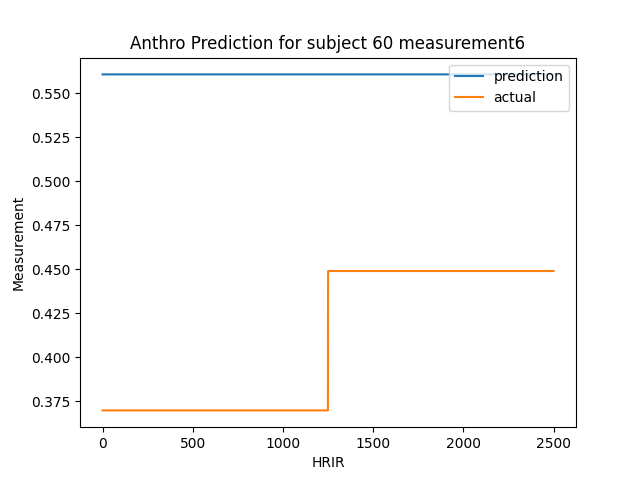 Anthro Prediction for subject 60 measurement6
prediction
actual
Measurement
0.550
0.525
0.500
0.475
0.450
0.425
0.400
0.375
0 500 1000 1500 2000 2500
HRIR